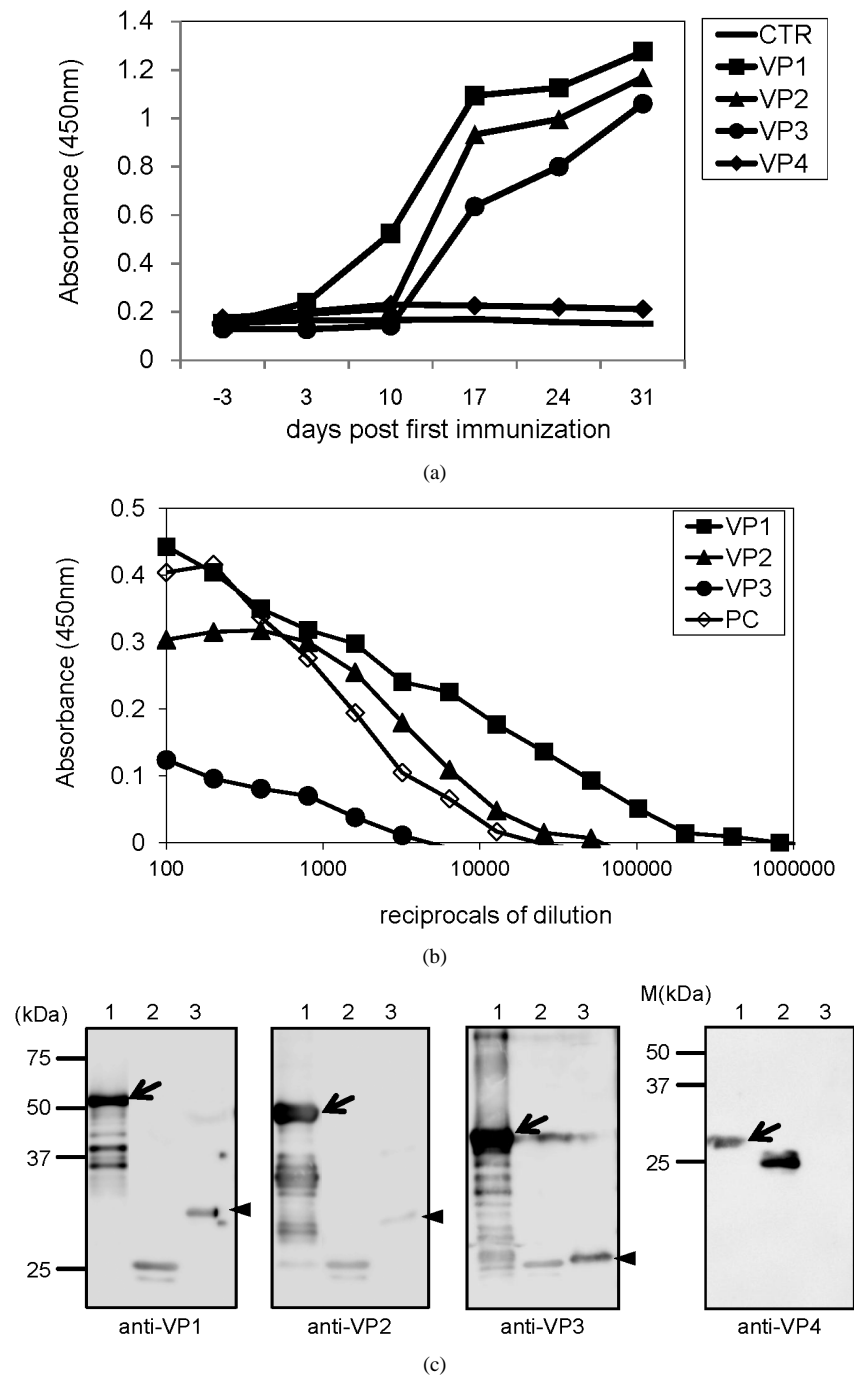 1.4
1.2
1
0.8
0.6
0.4
0.2
0
Absorbance (450nm)
-3 3 10 17 24 31
days post first immunization
CTR
VP1
VP2
VP3
VP4
(a)
0.5
0.4
0.3
0.2
0.1
0
Absorbance (450nm)
100 1000 10000 100000 1000000
reciprocals of dilution
VP1
VP2
VP3
PC
(b)
(kDa) 1 2 3 1 2 3 1 2 3 M(kDa) 1 2 3
75
50
37
25
50
37
25
anti-VP1 anti-VP2 anti-VP3 anti-VP4
(c)